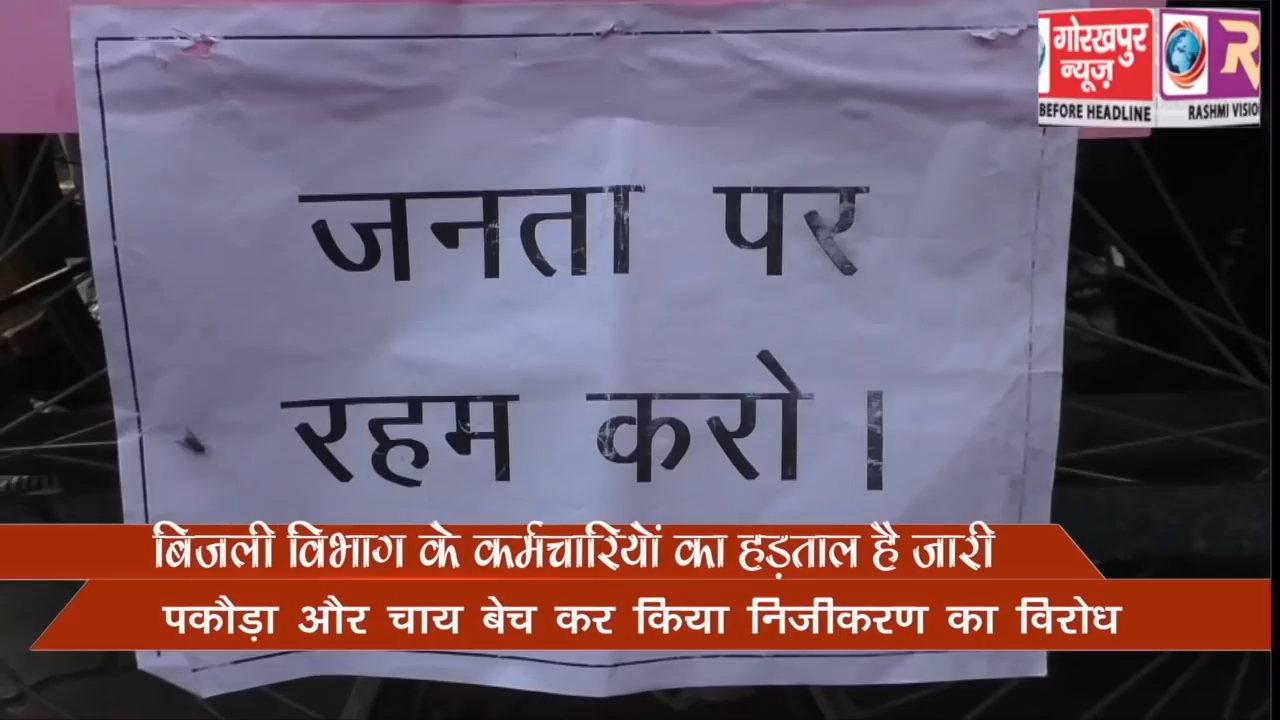 गोरखपुर
न्यूज़
BEFORE HEADLINE
R
RASHMI VISIO
जनता पर
रहम करो।
बिजली विभाग के कर्मचारियों का हड़ताल है जारी
पकौड़ा और चाय बेच कर किया निजीकरण का विरोध